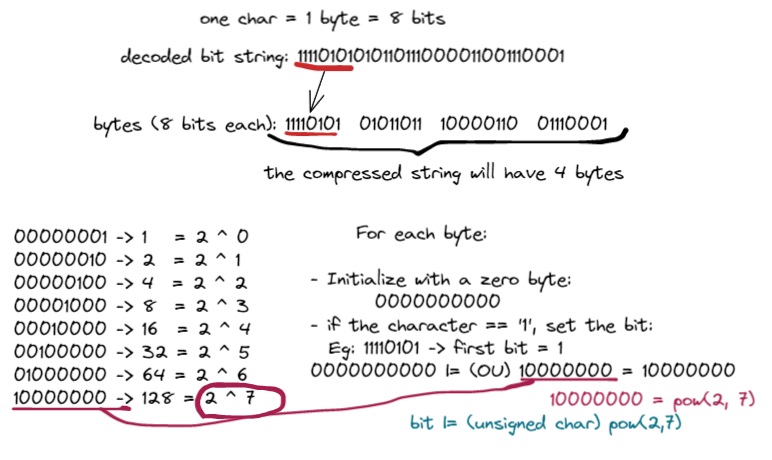 one char = 1 byte = 8 bits
decoded bit string: 11110101010110111000011001110001
bytes (8 bits each): 11110101 01011011 10000110 01110001
the compressed string will have 4 bytes
00000001 -> 1 = 2 ^ 0
00000010 -> 2 = 2 ^ 1
00000100 -> 4 = 2 ^ 2
00001000 -> 8 = 2 ^ 3
00010000 -> 16 = 2 ^ 4
00100000 -> 32 = 2 ^ 5
01000000 -> 64 = 2 ^ 6
10000000 -> 128 = 2 ^ 7
For each byte:
- Initialize with a zero byte:
0000000000
- if the character == '1', set the bit:
Eg: 11110101 -> first bit = 1
0000000000 |= (OU) 10000000 = 10000000
10000000 = pow(2, 7)
bit |= (unsigned char) pow(2,7)